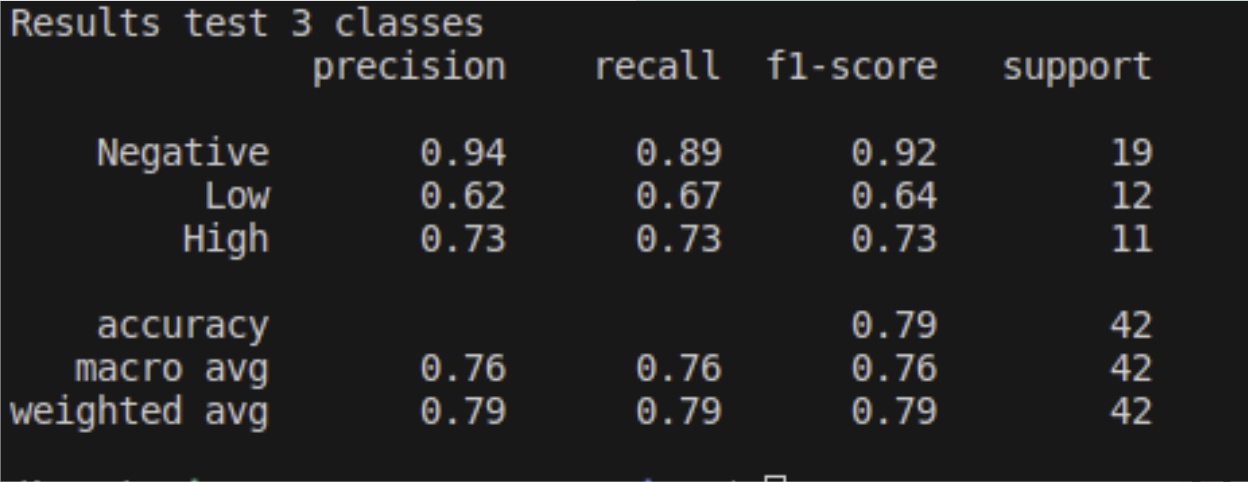 Results test 3 classes
precision recall f1-score support
Negative 0.94 0.89 0.92 19
Low 0.62 0.67 0.64 12
High 0.73 0.73 0.73 11
accuracy 0.79 42
macro avg 0.76 0.76 0.76 42
weighted avg 0.79 0.79 0.79 42